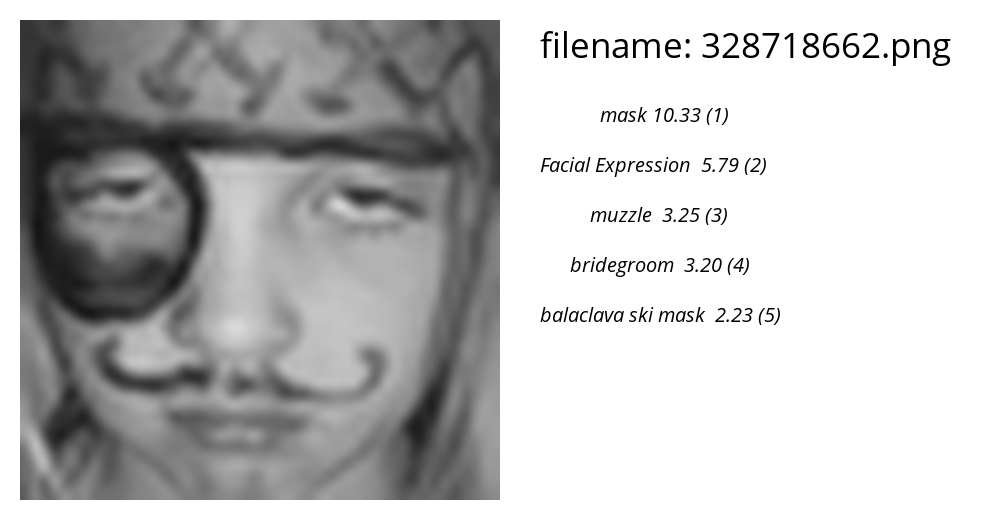 filename: 328718662.png
mask 10.33 (1)
Facial Expression  5.79 (2)
muzzle  3.25 (3)
bridegroom  3.20 (4)
balaclava ski mask  2.23 (5)